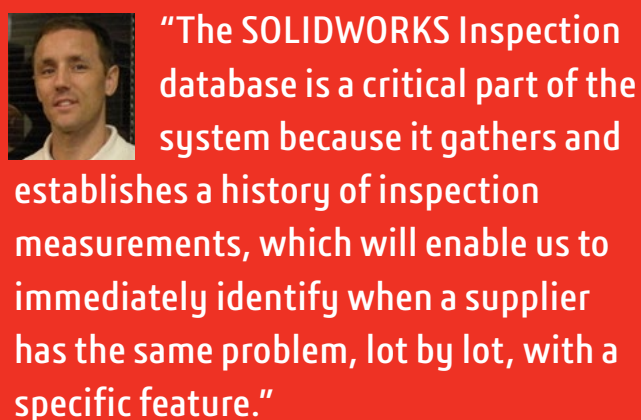 “The SOLIDWORKS Inspection
database is a critical part of the
system because it gathers and
establishes a history of inspection
measurements, which will enable us to
immediately identify when a supplier
has the same problem, lot by lot, with a
specific feature.”